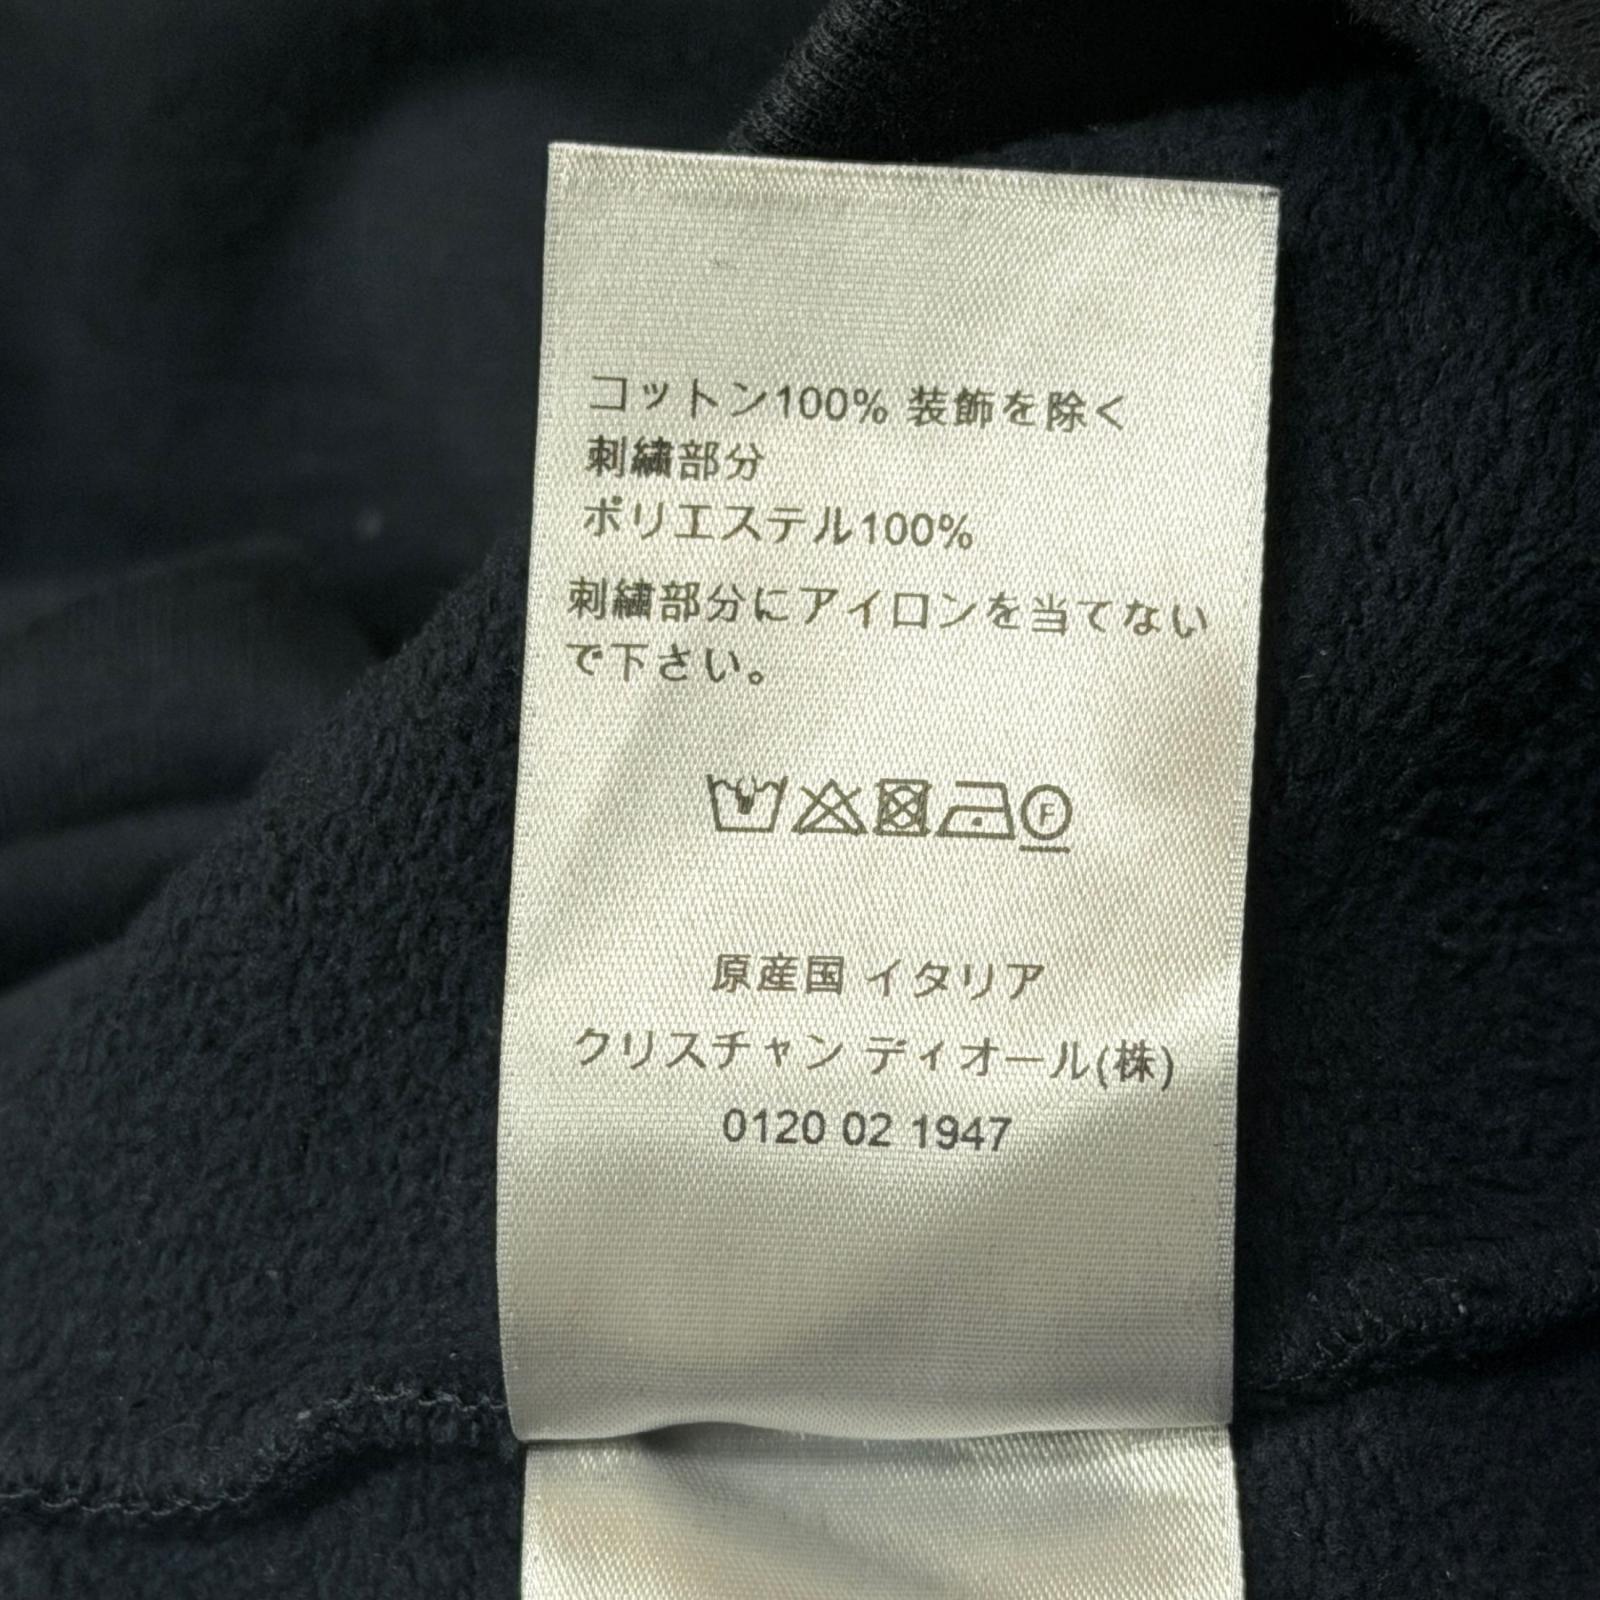 コットン100% 装飾を除く
刺繍部分
ポリエステル100%
刺繍部分にアイロンを当てない
で下さい。
F
原産国 イタリア
クリスチャン ディオール(株)
0120 02 1947